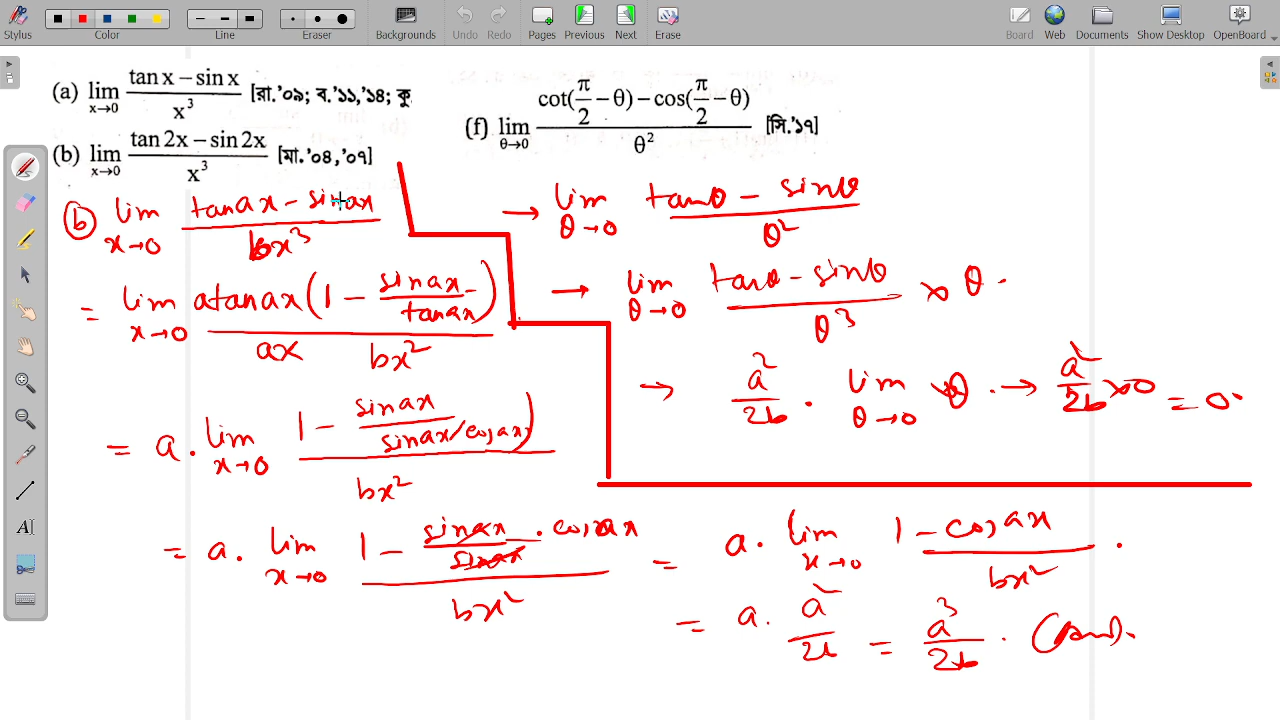 Stylus Color Line Eraser Backgrounds Undo Redo Pages Previous Next Erase Board Web Documents Show Desktop OpenBoard
(a) lim x→0 (tan x − sin x)/x³ [রা.'০৯; ব.'১১,'১৪; কু
(b) lim x→0 (tan 2x − sin 2x)/x³ [মা.'০৪,'০৭]
(f) lim θ→0 (cot(π/2 − θ) − cos(π/2 − θ))/θ² [সি.'১৭]
(b) lim x→0 (tan ax − sin ax)/bx³
= lim x→0 a tan ax (1 − sin ax/tan ax)/(ax bx²)
= a . lim x→0 (1 − sin ax/(sin ax/cos ax))/bx²
= a . lim x→0 (1 − sin ax/sin ax . cos ax)/bx²
= a . lim x→0 (1 − cos ax)/bx² .
= a . a²/2b = a³/2b .
→ lim θ→0 (tanθ − sinθ)/θ²
→ lim θ→0 (tanθ − sinθ)/θ³ × θ .
→ a²/2b . lim θ→0 θ . → a²/2b × 0 = 0 .
A